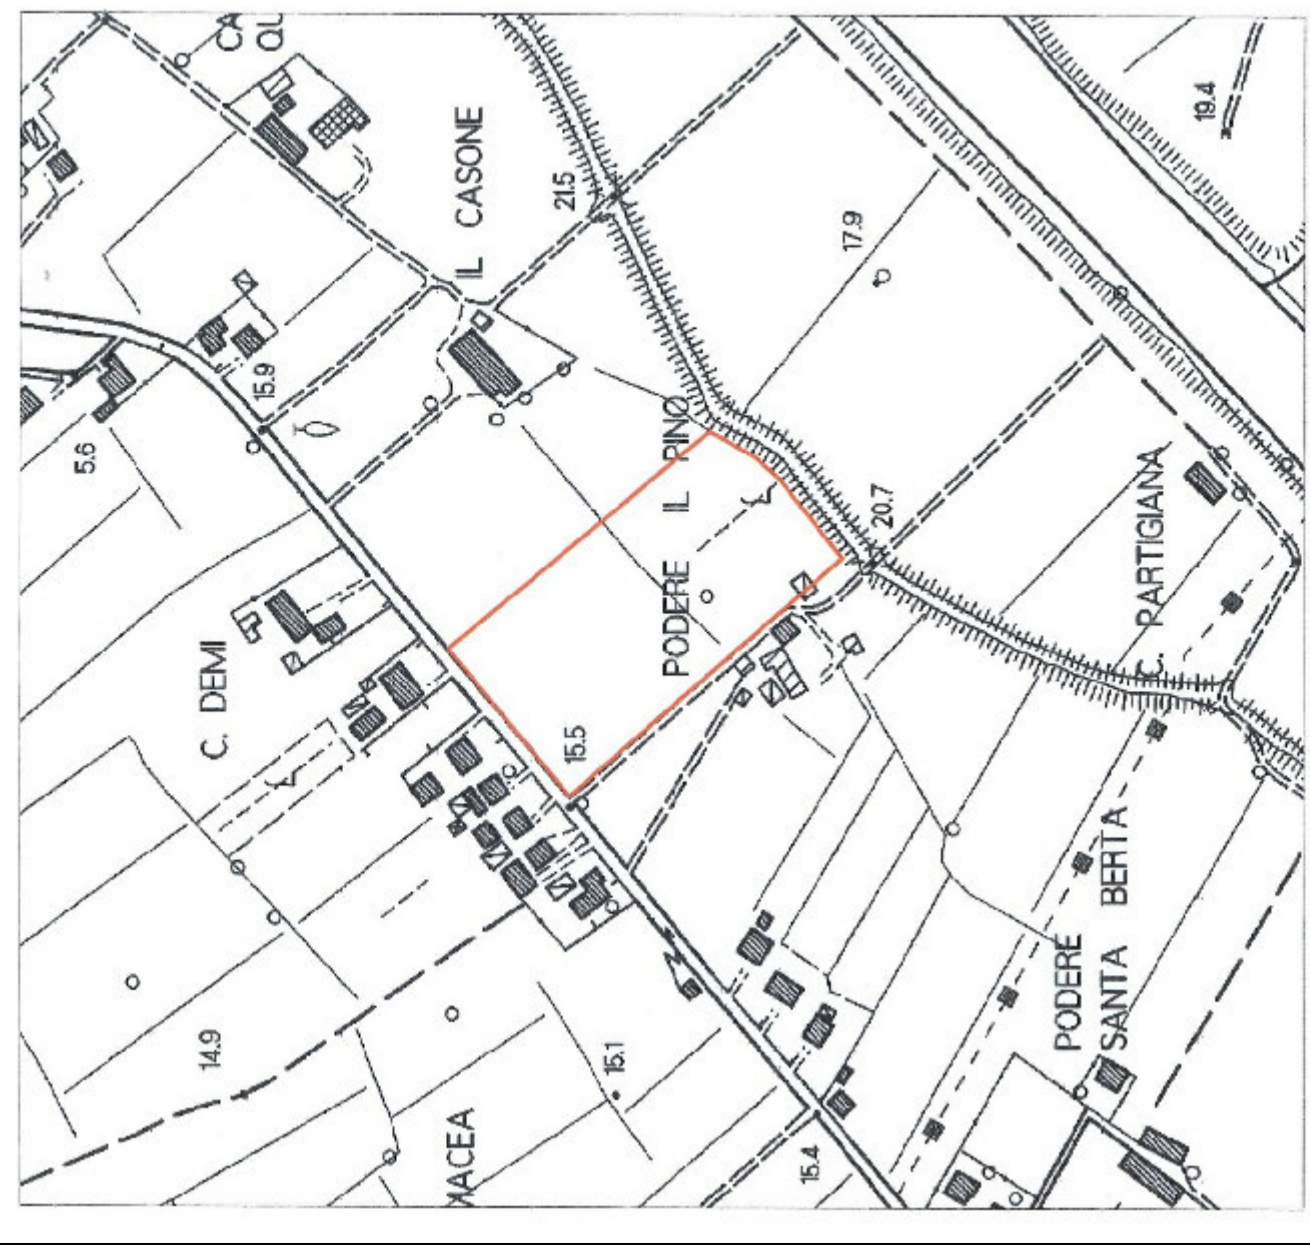 CA
QU
19.4
IL CASONE
21.5
17.9
15.9
5.6
PODERE IL PINO
20.7
C. PARTIGIANA
C. DEMI
15.5
PODERE
SANTA BERTA
14.9
15.1
MACEA
15.4